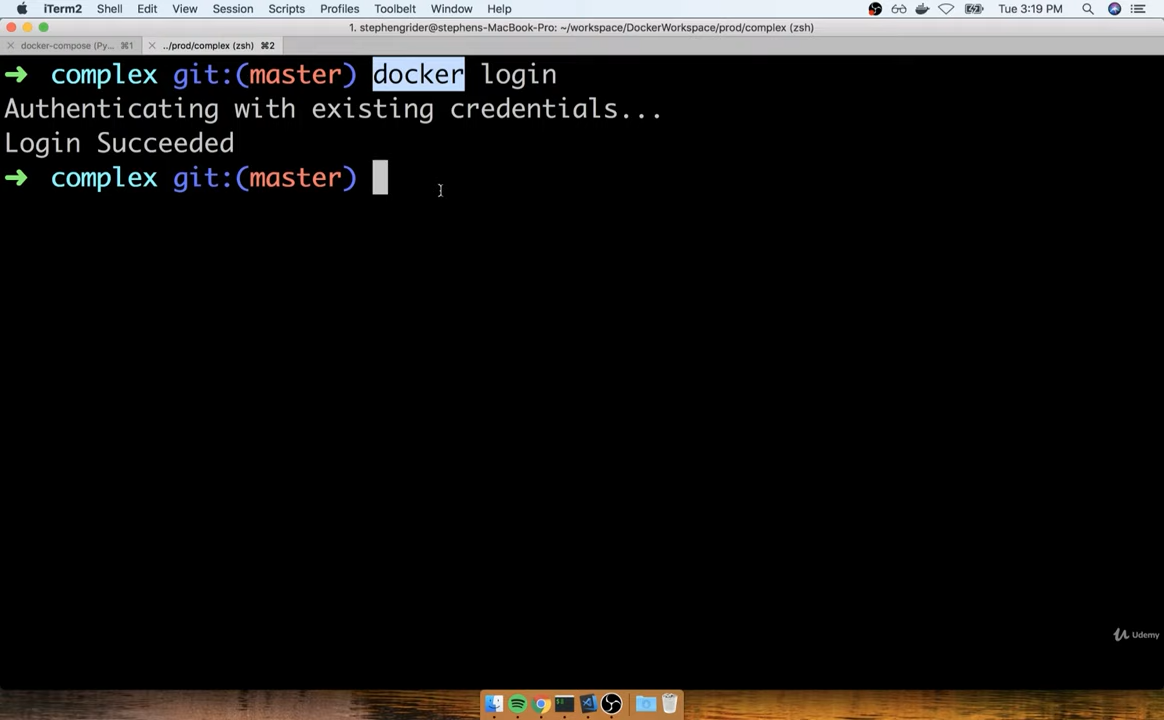 iTerm2 Shell Edit View Session Scripts Profiles Toolbelt Window Help Tue 3:19 PM
1. stephengrider@stephens-MacBook-Pro: ~/workspace/DockerWorkspace/prod/complex (zsh)
docker-compose (Py... ⌘1 ../prod/complex (zsh) ⌘2
➜ complex git:(master) docker login
Authenticating with existing credentials...
Login Succeeded
➜ complex git:(master)
Udemy